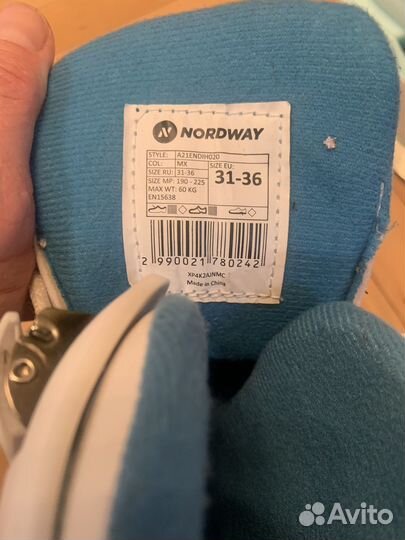 NORDWAY
STYLE: A21ENDIH020
COL: MX
SIZE RU: 31-36
SIZE MP: 190 - 225
MAX WT: 60 KG
EN15638
SIZE EU:
31-36
2 990021 780242
XP4K2AJNMC
Made in China
Avito